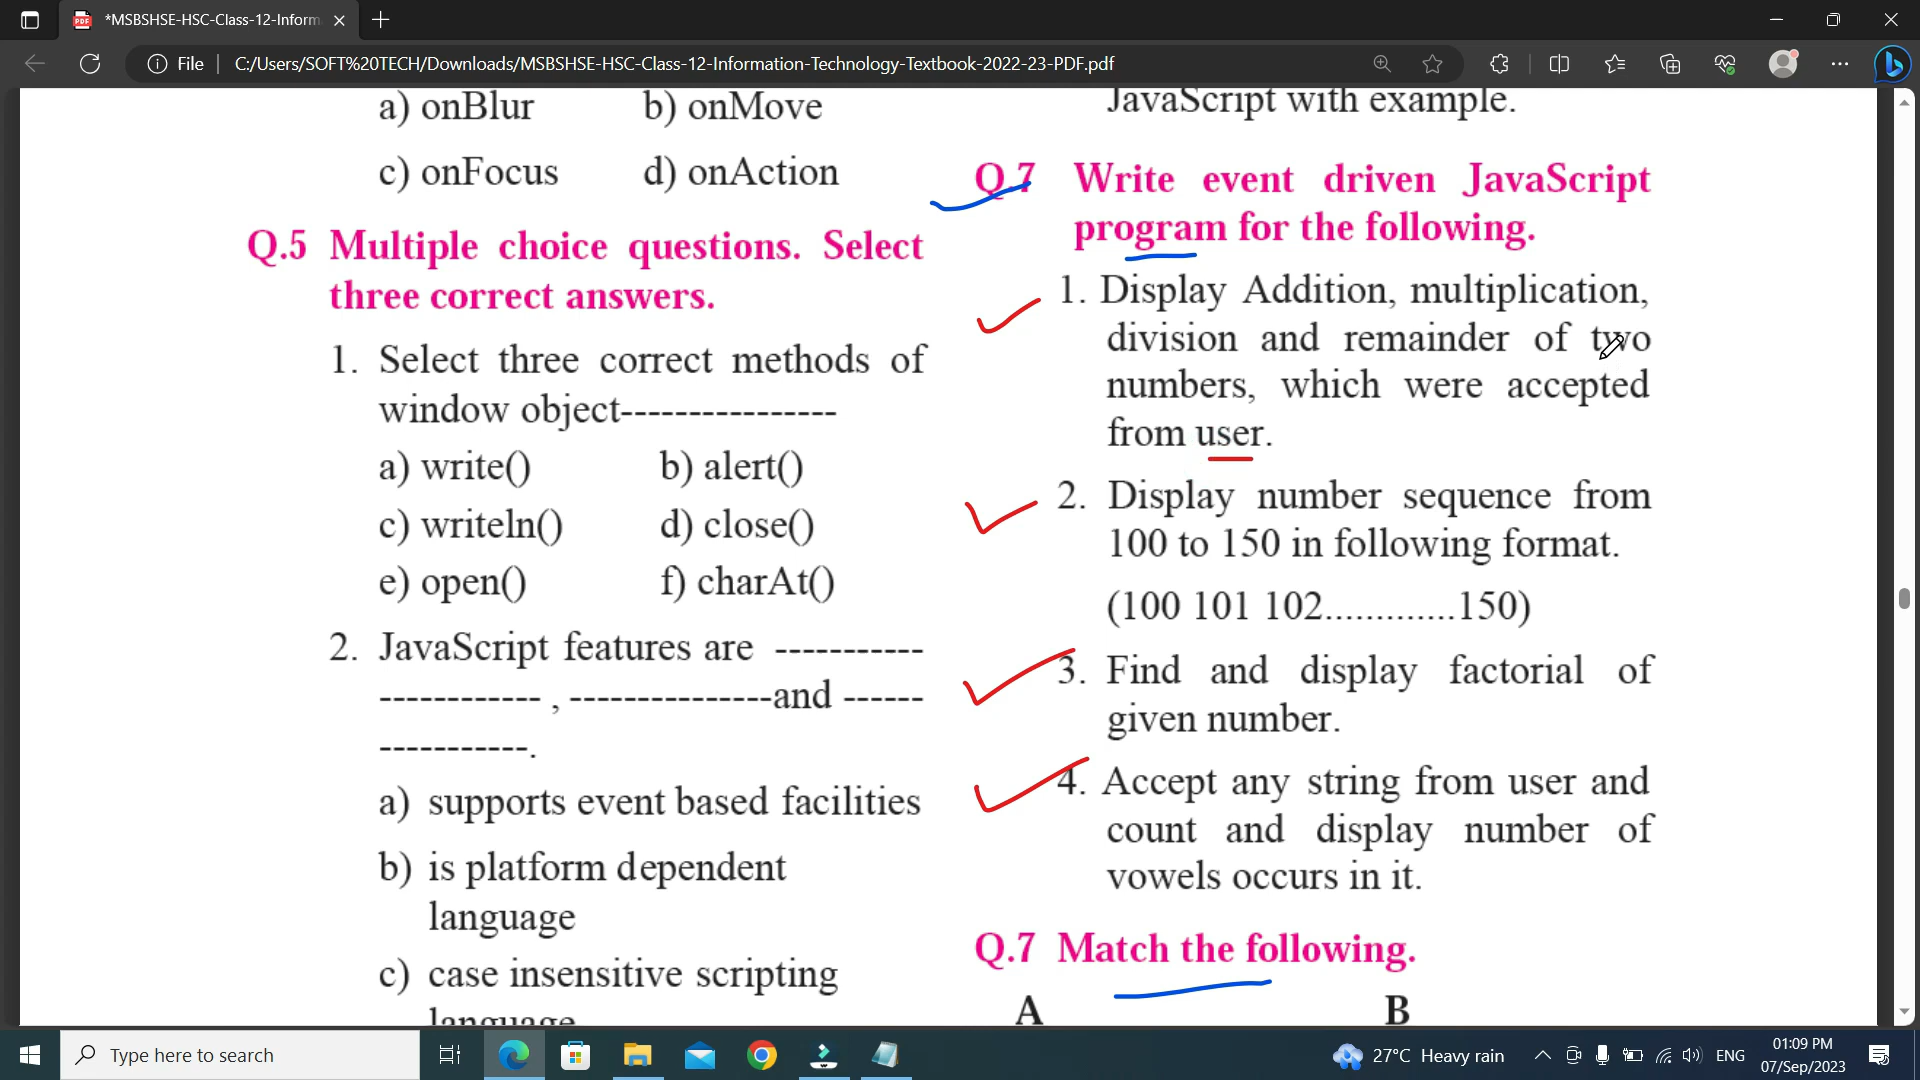 *MSBSHSE-HSC-Class-12-Inform
File
C:/Users/SOFT%20TECH/Downloads/MSBSHSE-HSC-Class-12-Information-Technology-Textbook-2022-23-PDF.pdf
a) onBlur b) onMove
c) onFocus d) onAction
Q.5 Multiple choice questions. Select
three correct answers.
1. Select three correct methods of
window object----------------
a) write() b) alert()
c) writeln() d) close()
e) open() f) charAt()
2. JavaScript features are -----------
------------ , ---------------and ------
-----------.
a) supports event based facilities
b) is platform dependent
language
c) case insensitive scripting
language
JavaScript with example.
Q.7 Write event driven JavaScript
program for the following.
1. Display Addition, multiplication,
division and remainder of two
numbers, which were accepted
from user.
2. Display number sequence from
100 to 150 in following format.
(100 101 102.............150)
3. Find and display factorial of
given number.
4. Accept any string from user and
count and display number of
vowels occurs in it.
Q.7 Match the following.
A B
Type here to search
27°C Heavy rain
ENG
01:09 PM
07/Sep/2023